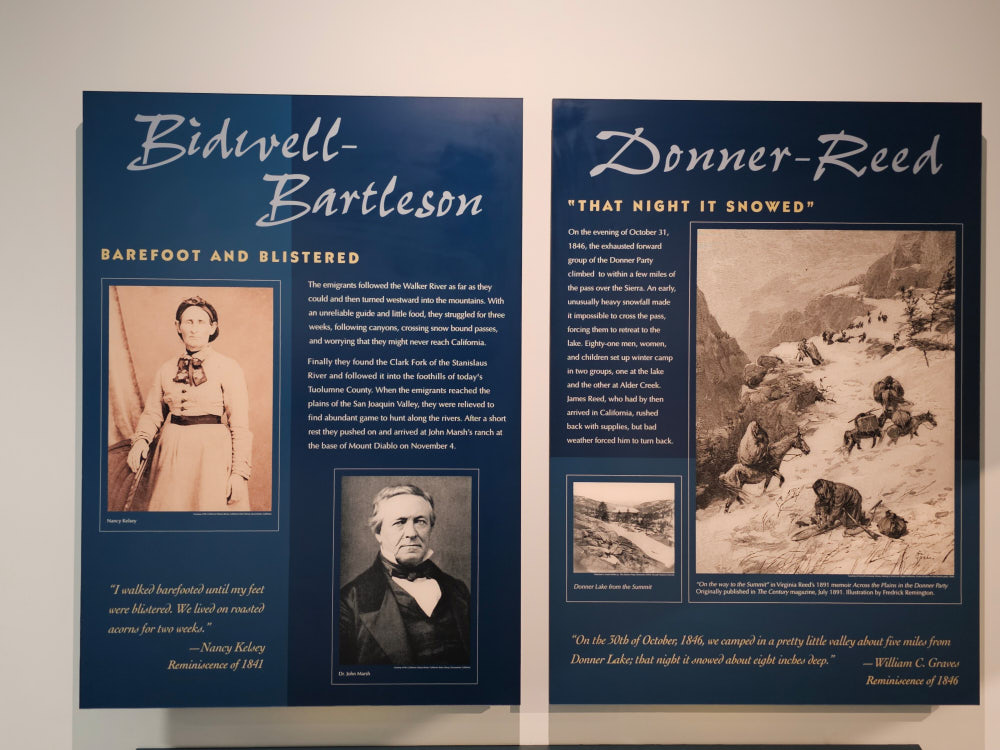 Bidwell-
Bartleson
BAREFOOT AND BLISTERED
The emigrants followed the Walker River as far as they
could and then turned westward into the mountains. With
an unreliable guide and little food, they struggled for three
weeks, following canyons, crossing snow bound passes,
and worrying that they might never reach California.
Finally they found the Clark Fork of the Stanislaus
River and followed it into the foothills of today's
Tuolumne County. When the emigrants reached the
plains of the San Joaquin Valley, they were relieved to
find abundant game to hunt along the rivers. After a short
rest they pushed on and arrived at John Marsh's ranch at
the base of Mount Diablo on November 4.
Nancy Kelsey
"I walked barefooted until my feet
were blistered. We lived on roasted
acorns for two weeks."
—Nancy Kelsey
Reminiscence of 1841
Dr. John Marsh
Donner-Reed
"THAT NIGHT IT SNOWED"
On the evening of October 31,
1846, the exhausted forward
group of the Donner Party
climbed to within a few miles of
the pass over the Sierra. An early,
unusually heavy snowfall made
it impossible to cross the pass,
forcing them to retreat to the
lake. Eighty-one men, women,
and children set up winter camp
in two groups, one at the lake
and the other at Alder Creek.
James Reed, who had by then
arrived in California, rushed
back with supplies, but bad
weather forced him to turn back.
Donner Lake from the Summit
"On the way to the Summit" in Virginia Reed's 1891 memoir Across the Plains in the Donner Party
Originally published in The Century magazine, July 1891. Illustration by Fredrick Remington.
"On the 30th of October, 1846, we camped in a pretty little valley about five miles from
Donner Lake; that night it snowed about eight inches deep."
—William C. Graves
Reminiscence of 1846